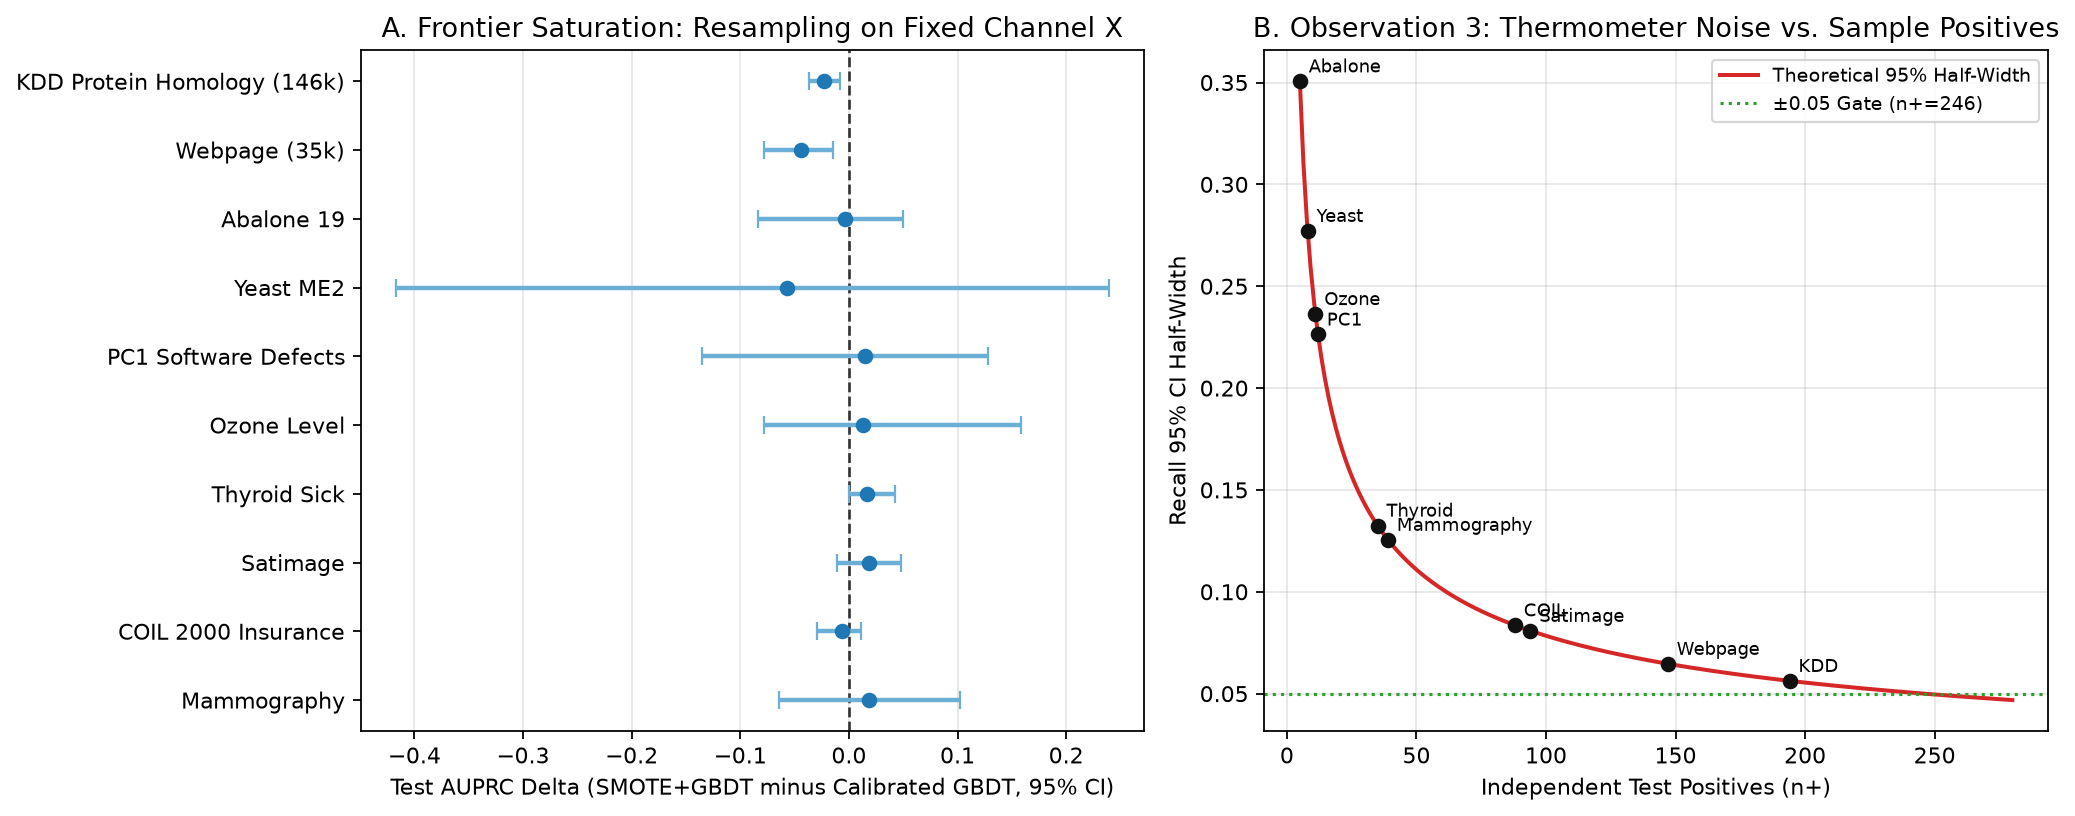 A. Frontier Saturation: Resampling on Fixed Channel X
KDD Protein Homology (146k)
Webpage (35k)
Abalone 19
Yeast ME2
PC1 Software Defects
Ozone Level
Thyroid Sick
Satimage
COIL 2000 Insurance
Mammography
−0.4 −0.3 −0.2 −0.1 0.0 0.1 0.2
Test AUPRC Delta (SMOTE+GBDT minus Calibrated GBDT, 95% CI)
B. Observation 3: Thermometer Noise vs. Sample Positives
Recall 95% CI Half-Width
0.35
0.30
0.25
0.20
0.15
0.10
0.05
Theoretical 95% Half-Width
±0.05 Gate (n+=246)
Abalone
Yeast
Ozone
PC1
Thyroid
Mammography
COIL
Satimage
Webpage
KDD
0 50 100 150 200 250
Independent Test Positives (n+)